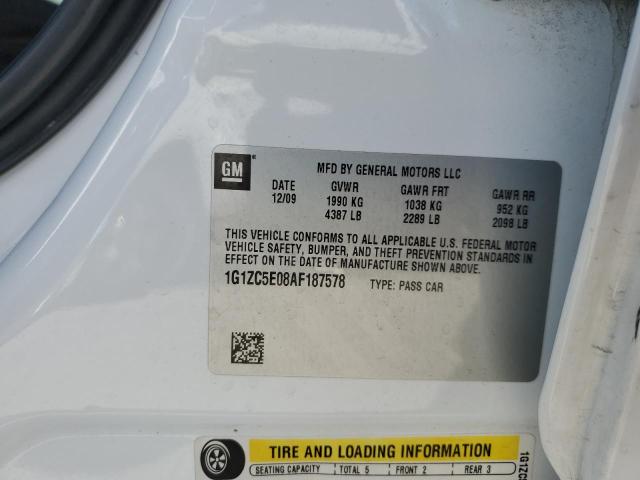 GM
MFD BY GENERAL MOTORS LLC
DATE GVWR GAWR FRT GAWR RR
12/09 1990 KG 1038 KG 952 KG
4387 LB 2289 LB 2098 LB
THIS VEHICLE CONFORMS TO ALL APPLICABLE U.S. FEDERAL MOTOR
VEHICLE SAFETY, BUMPER, AND THEFT PREVENTION STANDARDS IN
EFFECT ON THE DATE OF MANUFACTURE SHOWN ABOVE.
1G1ZC5E08AF187578 TYPE: PASS CAR
TIRE AND LOADING INFORMATION
SEATING CAPACITY TOTAL 5 FRONT 2 REAR 3
1G1ZC